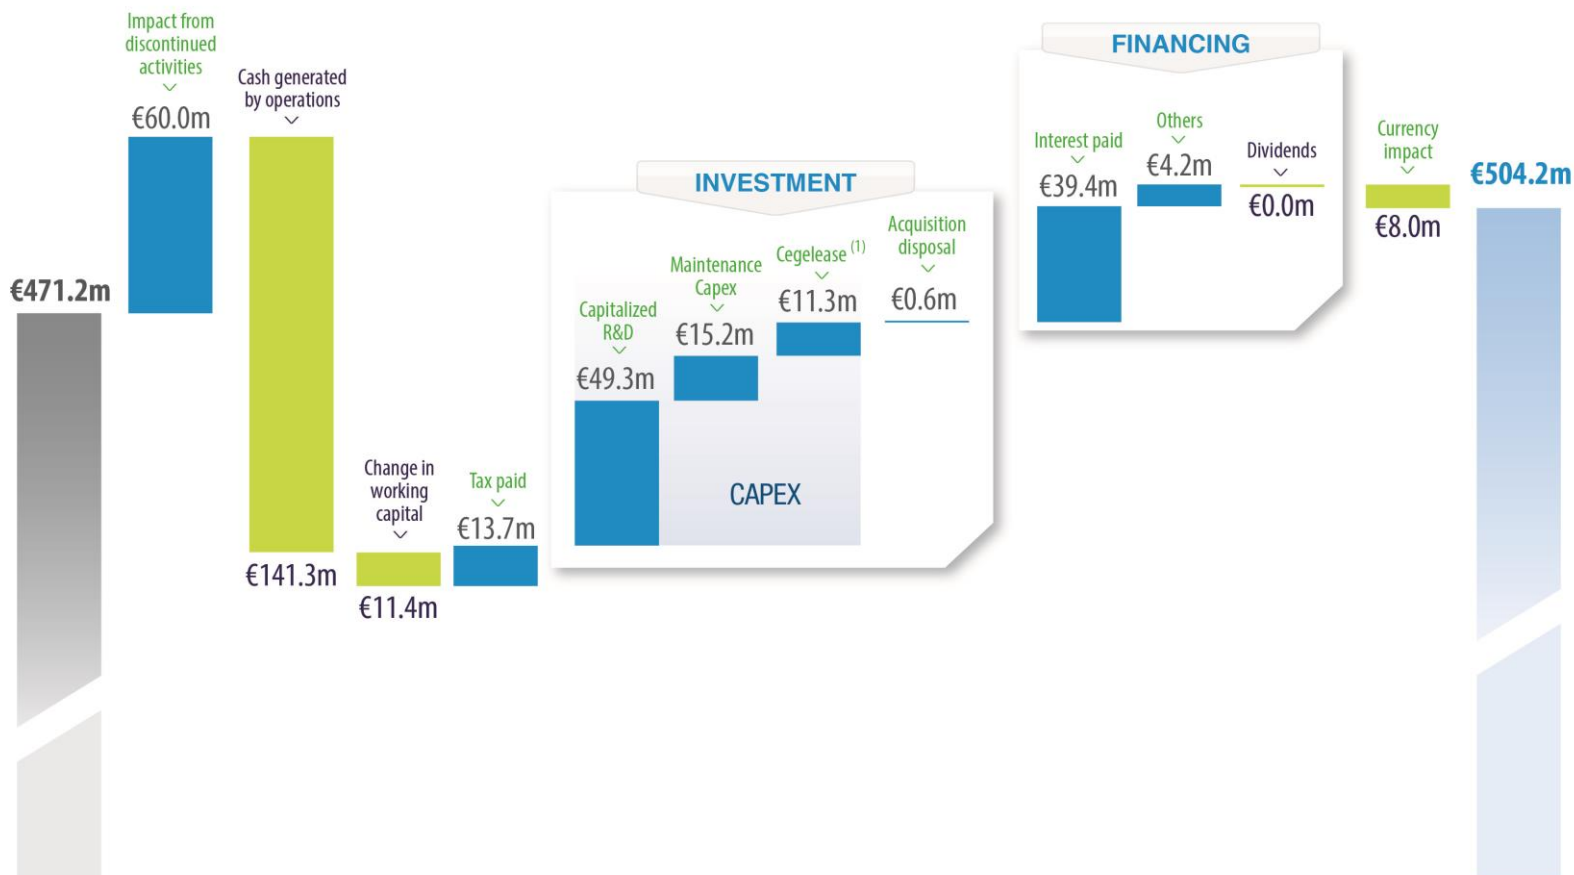 €471.2m
Impact from
discontinued
activities
€60.0m
Cash generated
by operations
€141.3m
Change in
working
capital
€11.4m
Tax paid
€13.7m
INVESTMENT
Capitalized
R&D
€49.3m
Maintenance
Capex
€15.2m
Cegelease (1)
€11.3m
Acquisition
disposal
€0.6m
CAPEX
FINANCING
Interest paid
€39.4m
Others
€4.2m
Dividends
€0.0m
Currency
impact
€8.0m
€504.2m